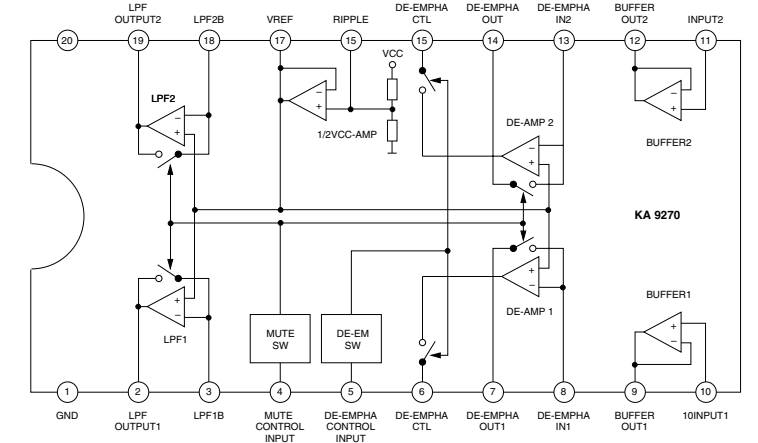 LPF
OUTPUT2
LPF2B
VREF
RIPPLE
DE-EMPHA
CTL
DE-EMPHA
OUT
DE-EMPHA
IN2
BUFFER
OUT2
INPUT2
20
19
18
17
15
15
14
13
12
11
VCC
LPF2
−
+
−
+
1/2VCC-AMP
DE-AMP 2
−
+
−
+
BUFFER2
KA 9270
+
−
LPF1
MUTE
SW
DE-EM
SW
+
−
DE-AMP 1
BUFFER1
+
−
1
2
3
4
5
6
7
8
9
10
GND
LPF
OUTPUT1
LPF1B
MUTE
CONTROL
INPUT
DE-EMPHA
CONTROL
INPUT
DE-EMPHA
CTL
DE-EMPHA
OUT1
DE-EMPHA
IN1
BUFFER
OUT1
10INPUT1